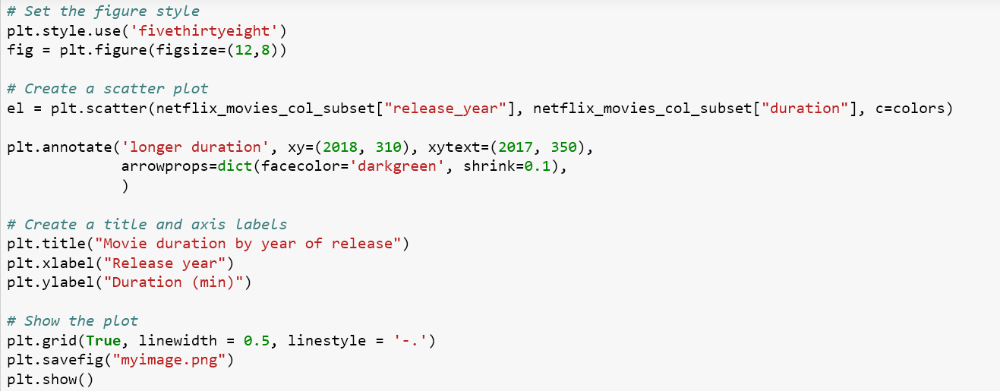 # Set the figure style
plt.style.use('fivethirtyeight')
fig = plt.figure(figsize=(12,8))
# Create a scatter plot
el = plt.scatter(netflix_movies_col_subset["release_year"], netflix_movies_col_subset["duration"], c=colors)
plt.annotate('longer duration', xy=(2018, 310), xytext=(2017, 350),
             arrowprops=dict(facecolor='darkgreen', shrink=0.1),
             )
# Create a title and axis labels
plt.title("Movie duration by year of release")
plt.xlabel("Release year")
plt.ylabel("Duration (min)")
# Show the plot
plt.grid(True, linewidth = 0.5, linestyle = '-.')
plt.savefig("myimage.png")
plt.show()